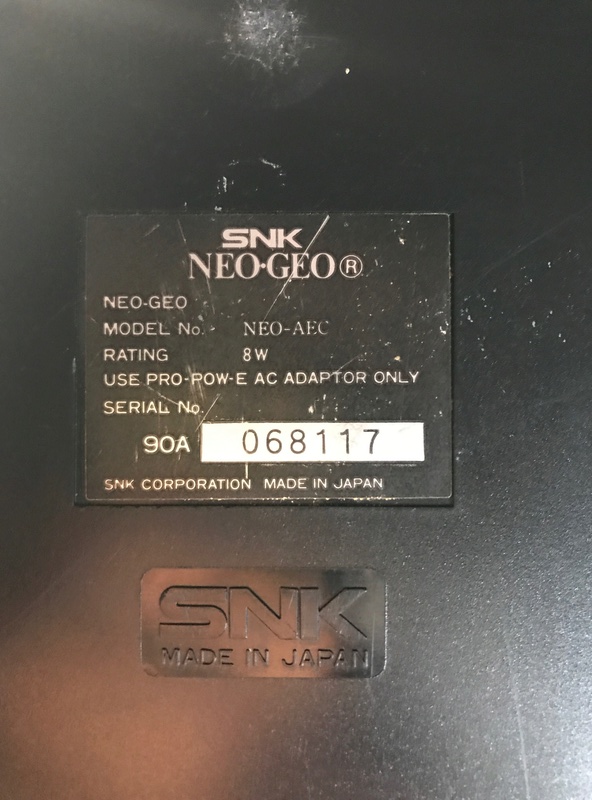 SNK
NEO·GEO®
NEO-GEO
MODEL No. NEO-AEC
RATING 8W
USE PRO-POW-E AC ADAPTOR ONLY
SERIAL No.
90A 068117
SNK CORPORATION MADE IN JAPAN
SNK
MADE IN JAPAN